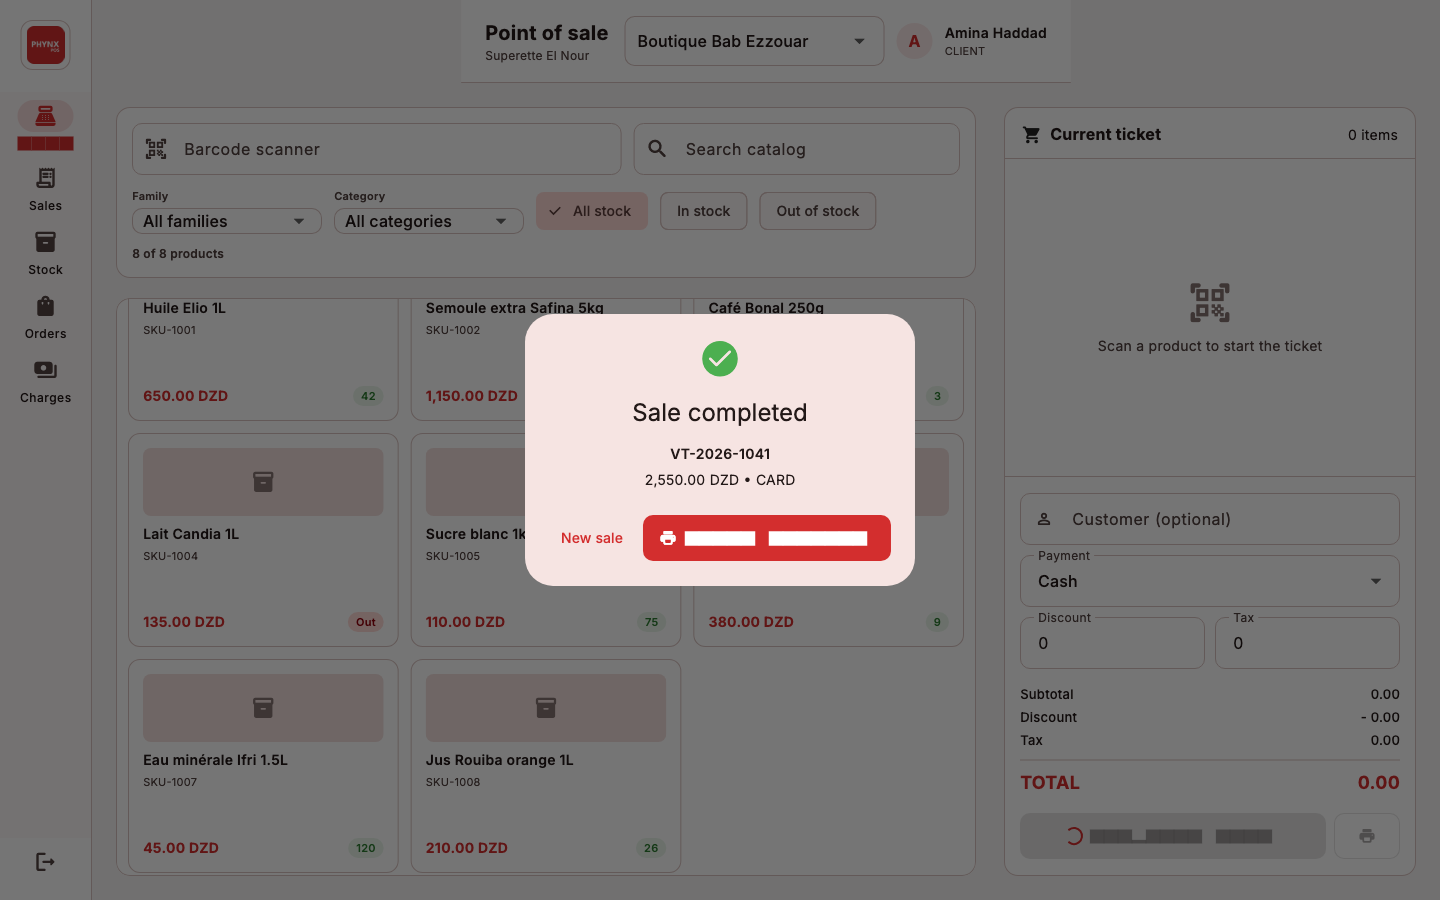 PHYNX
POS
Point of sale
Superette El Nour
Boutique Bab Ezzouar
A
Amina Haddad
CLIENT
Sales
Stock
Orders
Charges
Barcode scanner
Search catalog
Family
All families
Category
All categories
All stock
In stock
Out of stock
8 of 8 products
Huile Elio 1L
SKU-1001
650.00 DZD
42
Semoule extra Safina 5kg
SKU-1002
1,150.00 DZD
Café Bonal 250g
3
Lait Candia 1L
SKU-1004
135.00 DZD
Out
Sucre blanc 1k
SKU-1005
110.00 DZD
75
380.00 DZD
9
Eau minérale Ifri 1.5L
SKU-1007
45.00 DZD
120
Jus Rouiba orange 1L
SKU-1008
210.00 DZD
26
Sale completed
VT-2026-1041
2,550.00 DZD • CARD
New sale
Current ticket
0 items
Scan a product to start the ticket
Customer (optional)
Payment
Cash
Discount
0
Tax
0
Subtotal
0.00
Discount
- 0.00
Tax
0.00
TOTAL
0.00